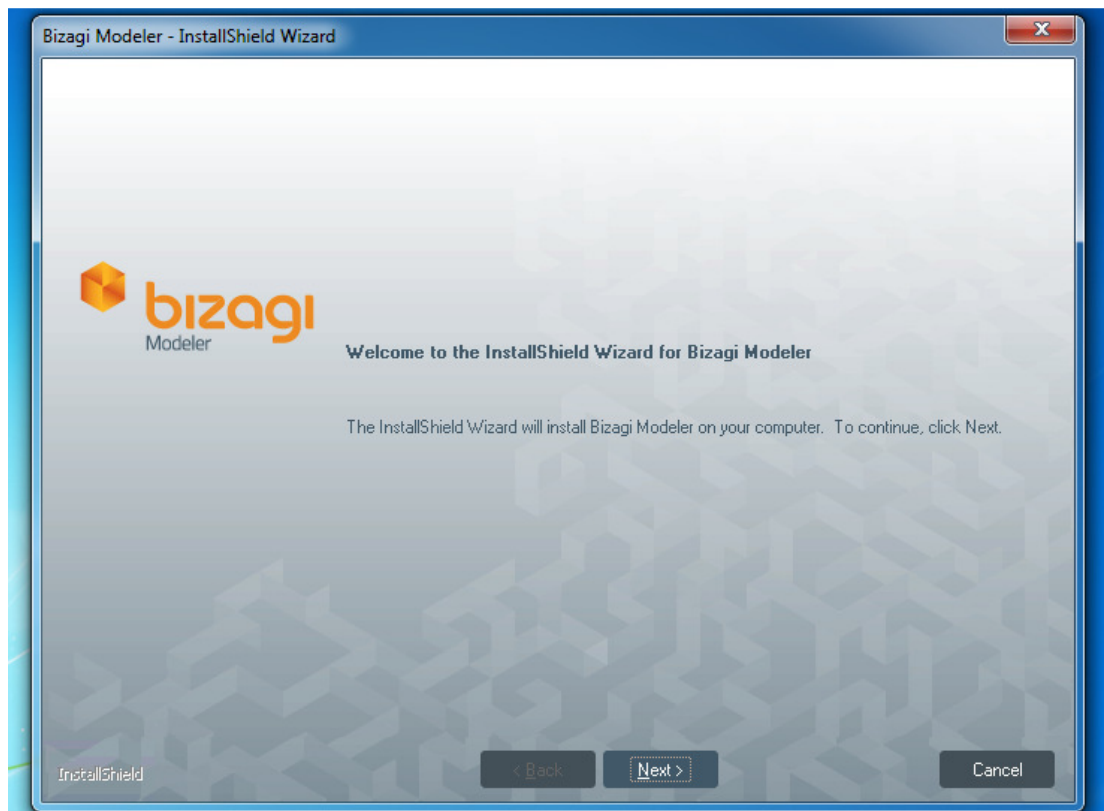 Bizagi Modeler - InstallShield Wizard
x
bizagi
Modeler
Welcome to the InstallShield Wizard for Bizagi Modeler
The InstallShield Wizard will install Bizagi Modeler on your computer. To continue, click Next.
InstallShield
< Back
Next >
Cancel